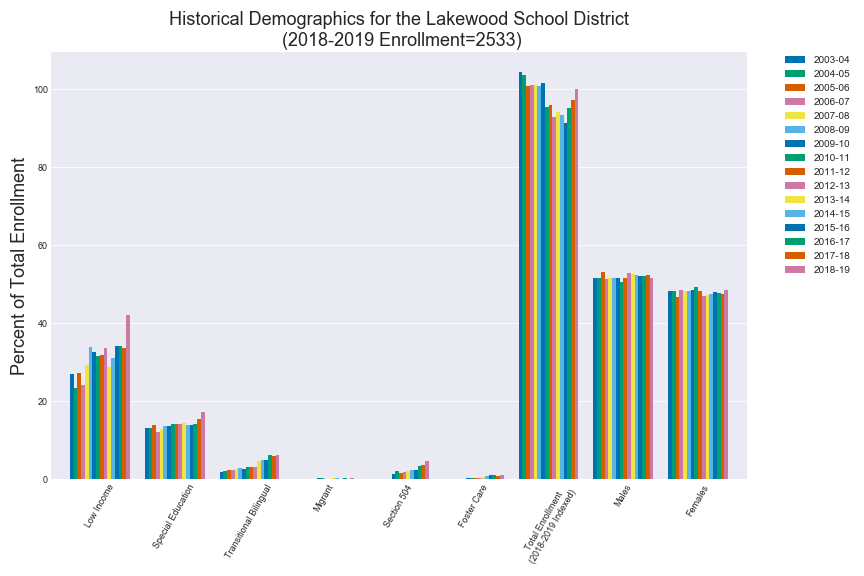 Historical Demographics for the Lakewood School District
(2018-2019 Enrollment=2533)
Percent of Total Enrollment
100
80
60
40
20
0
Low Income
Special Education
Transitional Bilingual
Migrant
Section 504
Foster Care
Total Enrollment
(2018-2019 Indexed)
Males
Females
2003-04
2004-05
2005-06
2006-07
2007-08
2008-09
2009-10
2010-11
2011-12
2012-13
2013-14
2014-15
2015-16
2016-17
2017-18
2018-19